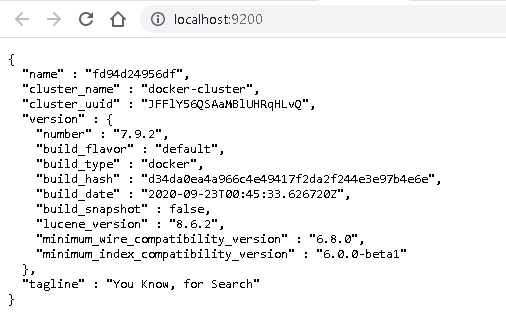 localhost:9200
{
"name" : "fd94d24956df",
"cluster_name" : "docker-cluster",
"cluster_uuid" : "JFFlY56QSAaMBlUHRqHLvQ",
"version" : {
"number" : "7.9.2",
"build_flavor" : "default",
"build_type" : "docker",
"build_hash" : "d34da0ea4a966c4e49417f2da2f244e3e97b4e6e",
"build_date" : "2020-09-23T00:45:33.626720Z",
"build_snapshot" : false,
"lucene_version" : "8.6.2",
"minimum_wire_compatibility_version" : "6.8.0",
"minimum_index_compatibility_version" : "6.0.0-beta1"
},
"tagline" : "You Know, for Search"
}